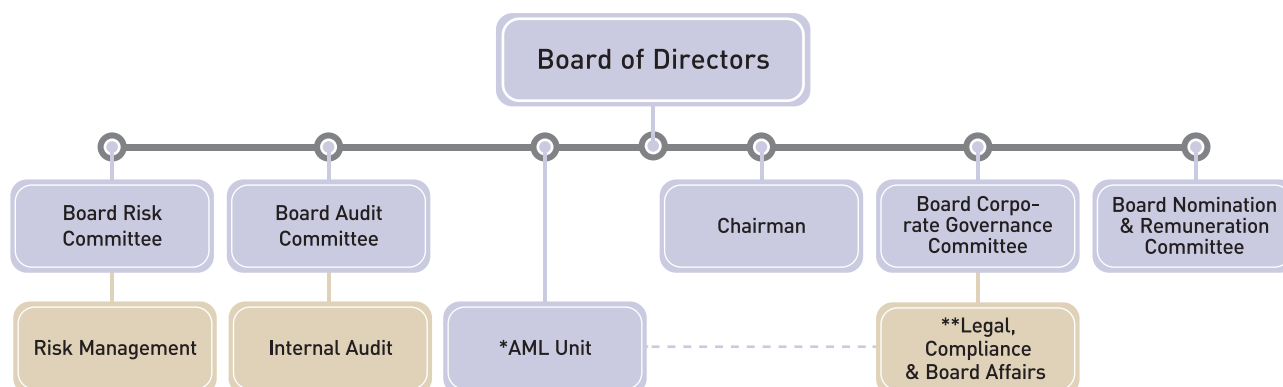 Board of Directors
Board Risk
Committee
Board Audit
Committee
Chairman
Board Corpo-
rate Governance
Committee
Board Nomination
& Remuneration
Committee
Risk Management
Internal Audit
*AML Unit
**Legal,
Compliance
& Board Affairs